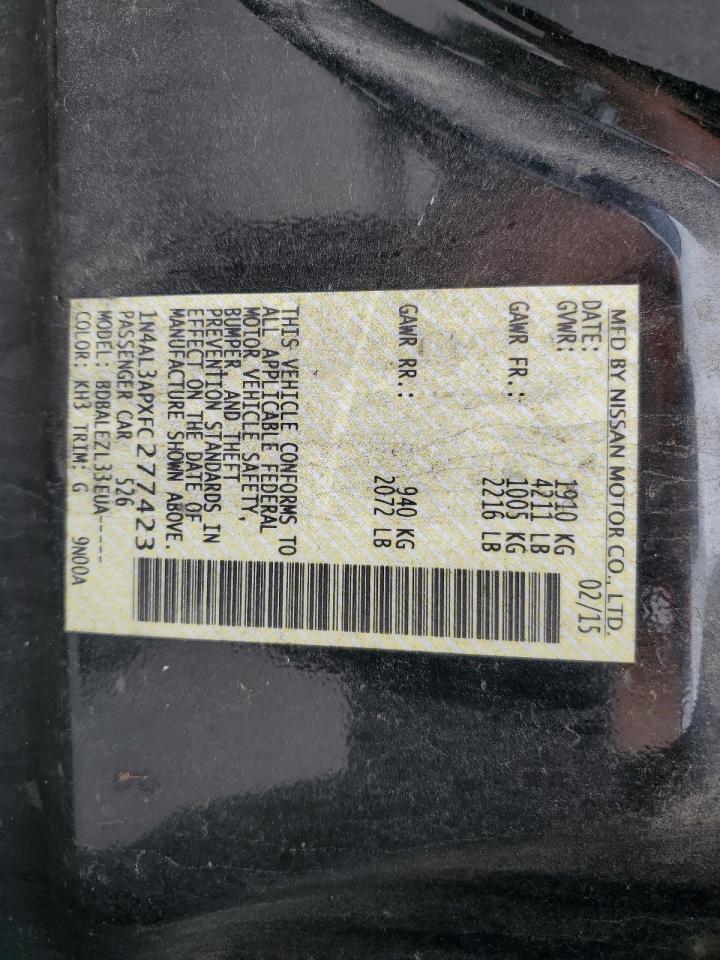 MFD BY NISSAN MOTOR CO., LTD.
DATE: 02/15
GVWR: 1910 KG
4211 LB
GAWR FR.: 1005 KG
2216 LB
GAWR RR.: 940 KG
2072 LB
THIS VEHICLE CONFORMS TO
ALL APPLICABLE FEDERAL
MOTOR VEHICLE SAFETY,
BUMPER, AND THEFT
PREVENTION STANDARDS IN
EFFECT ON THE DATE OF
MANUFACTURE SHOWN ABOVE.
1N4AL3APXFC277423
PASSENGER CAR 526
MODEL: BDBALEZL33EUA-----
COLOR: KH3 TRIM: G 9N00A